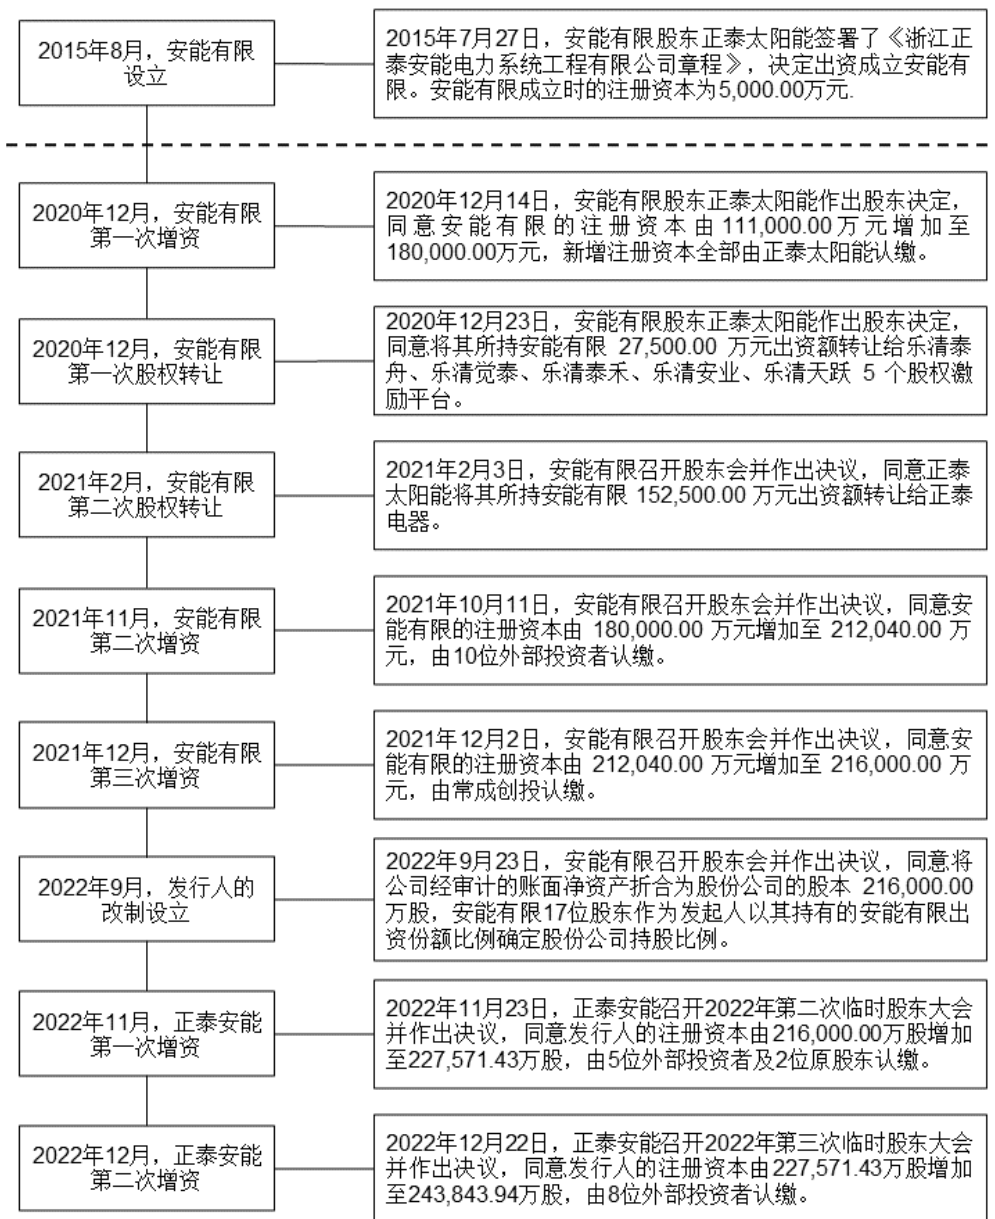 2015年8月，安能有限
设立
2015年7月27日，安能有限股东正泰太阳能签署了《浙江正
泰安能电力系统工程有限公司章程》，决定出资成立安能有
限。安能有限成立时的注册资本为5,000.00万元.
2020年12月，安能有限
第一次增资
2020年12月14日，安能有限股东正泰太阳能作出股东决定，
同意安能有限的注册资本由111,000.00万元增加至
180,000.00万元，新增注册资本全部由正泰太阳能认缴。
2020年12月，安能有限
第一次股权转让
2020年12月23日，安能有限股东正泰太阳能作出股东决定，
同意将其所持安能有限 27,500.00 万元出资额转让给乐清泰
舟、乐清觉泰、乐清泰禾、乐清安业、乐清天跃 5 个股权激
励平台。
2021年2月，安能有限
第二次股权转让
2021年2月3日，安能有限召开股东会并作出决议，同意正泰
太阳能将其所持安能有限 152,500.00 万元出资额转让给正泰
电器。
2021年11月，安能有限
第二次增资
2021年10月11日，安能有限召开股东会并作出决议，同意安
能有限的注册资本由 180,000.00 万元增加至 212,040.00 万
元，由10位外部投资者认缴。
2021年12月，安能有限
第三次增资
2021年12月2日，安能有限召开股东会并作出决议，同意安
能有限的注册资本由 212,040.00 万元增加至 216,000.00 万
元，由常成创投认缴。
2022年9月，发行人的
改制设立
2022年9月23日，安能有限召开股东会并作出决议，同意将
公司经审计的账面净资产折合为股份公司的股本 216,000.00
万股，安能有限17位股东作为发起人以其持有的安能有限出
资份额比例确定股份公司持股比例。
2022年11月，正泰安能
第一次增资
2022年11月23日，正泰安能召开2022年第二次临时股东大会
并作出决议，同意发行人的注册资本由216,000.00万股增加
至227,571.43万股，由5位外部投资者及2位原股东认缴。
2022年12月，正泰安能
第二次增资
2022年12月22日，正泰安能召开2022年第三次临时股东大会
并作出决议，同意发行人的注册资本由227,571.43万股增加
至243,843.94万股，由8位外部投资者认缴。